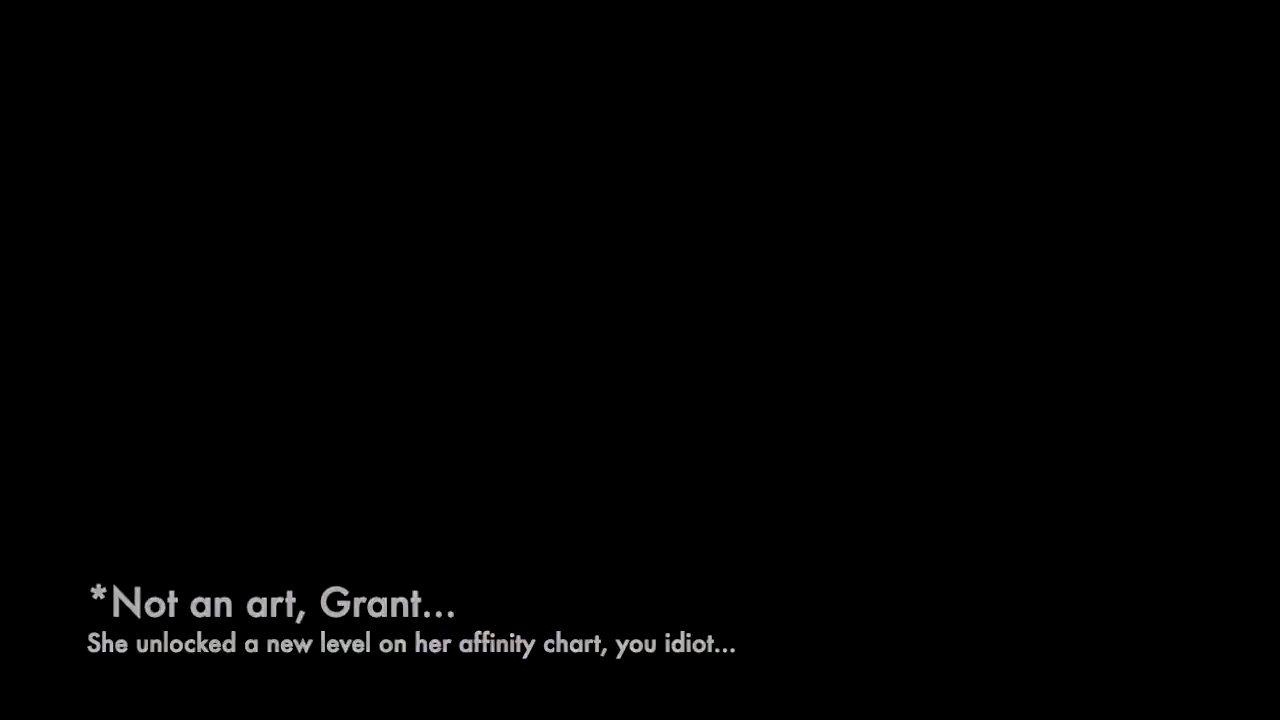 *Not an art, Grant...
She unlocked a new level on her affinity chart, you idiot...